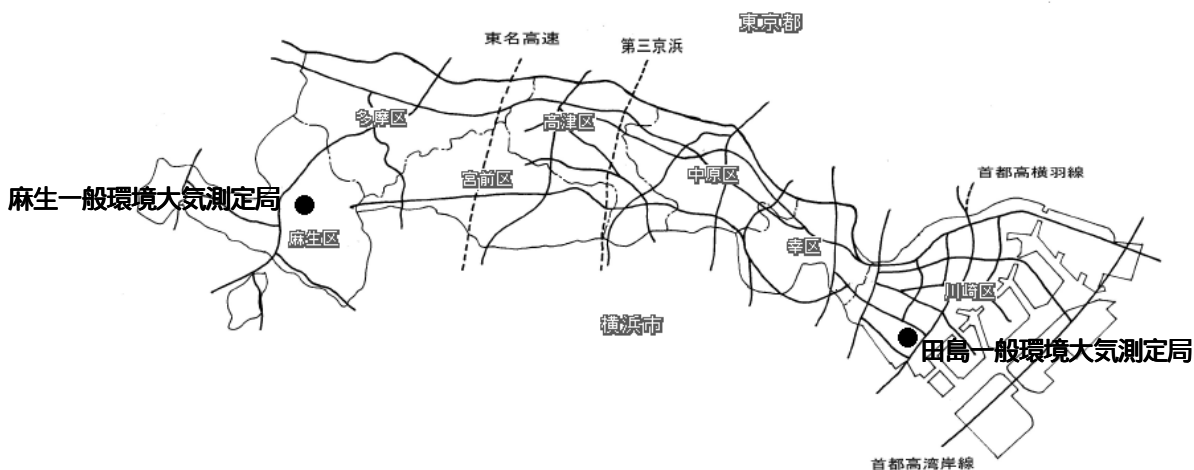 東京都
東名高速
第三京浜
多摩区
高津区
宮前区
中原区
首都高横羽線
麻生一般環境大気測定局
麻生区
幸区
川崎区
横浜市
田島一般環境大気測定局
首都高湾岸線